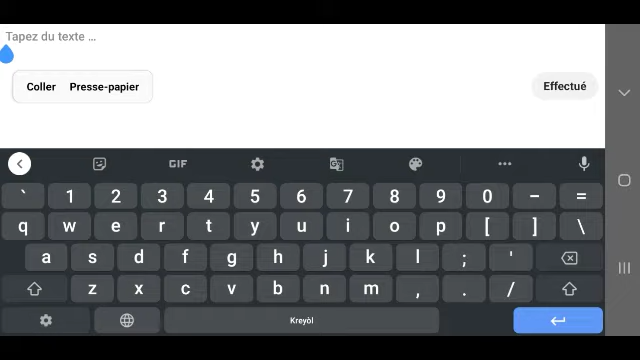 Tapez du texte ...
Coller Presse-papier
Effectué
GIF
` 1 2 3 4 5 6 7 8 9 0 - =
q w e r t y u i o p [ ] \
a s d f g h j k l ; '
z x c v b n m , . /
Kreyòl